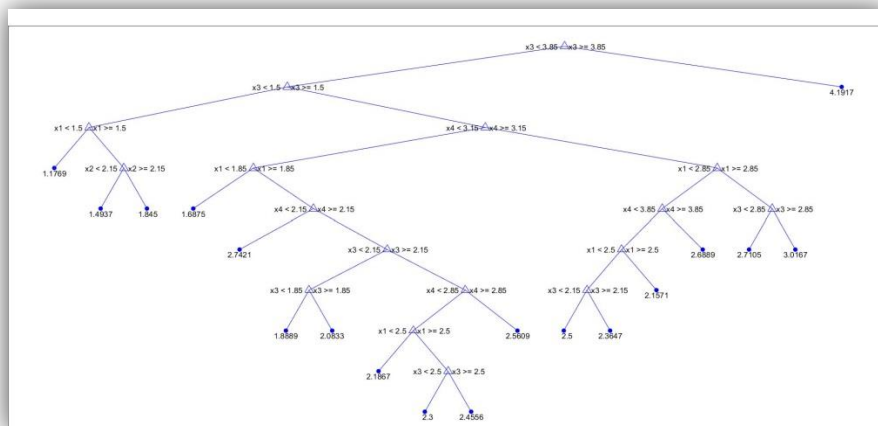 x3 < 3.85 x3 >= 3.85
x3 < 1.5 x3 >= 1.5
4.1917
x1 < 1.5 x1 >= 1.5
x4 < 3.15 x4 >= 3.15
1.1769
x2 < 2.15 x2 >= 2.15
x1 < 1.85 x1 >= 1.85
x1 < 2.85 x1 >= 2.85
1.4937
1.845
1.6875
x4 < 2.15 x4 >= 2.15
x4 < 3.85 x4 >= 3.85
x3 < 2.85 x3 >= 2.85
2.7421
x3 < 2.15 x3 >= 2.15
x1 < 2.5 x1 >= 2.5
2.6889
2.7105
3.0167
x3 < 1.85 x3 >= 1.85
x4 < 2.85 x4 >= 2.85
x3 < 2.15 x3 >= 2.15
2.1571
1.8889
2.0833
x1 < 2.5 x1 >= 2.5
2.5609
2.5
2.3647
2.1867
x3 < 2.5 x3 >= 2.5
2.3
2.4556